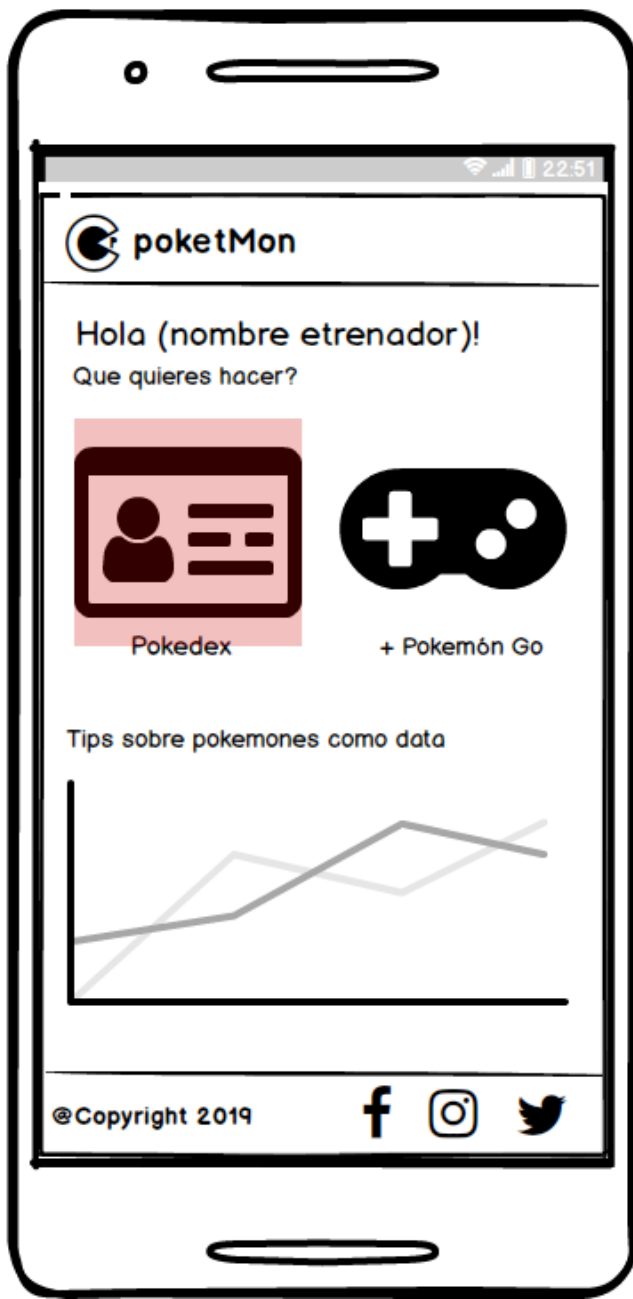 22:51
poketMon
Hola (nombre etrenador)!
Que quieres hacer?
Pokedex
+ Pokemón Go
Tips sobre pokemones como data
@Copyright 2019